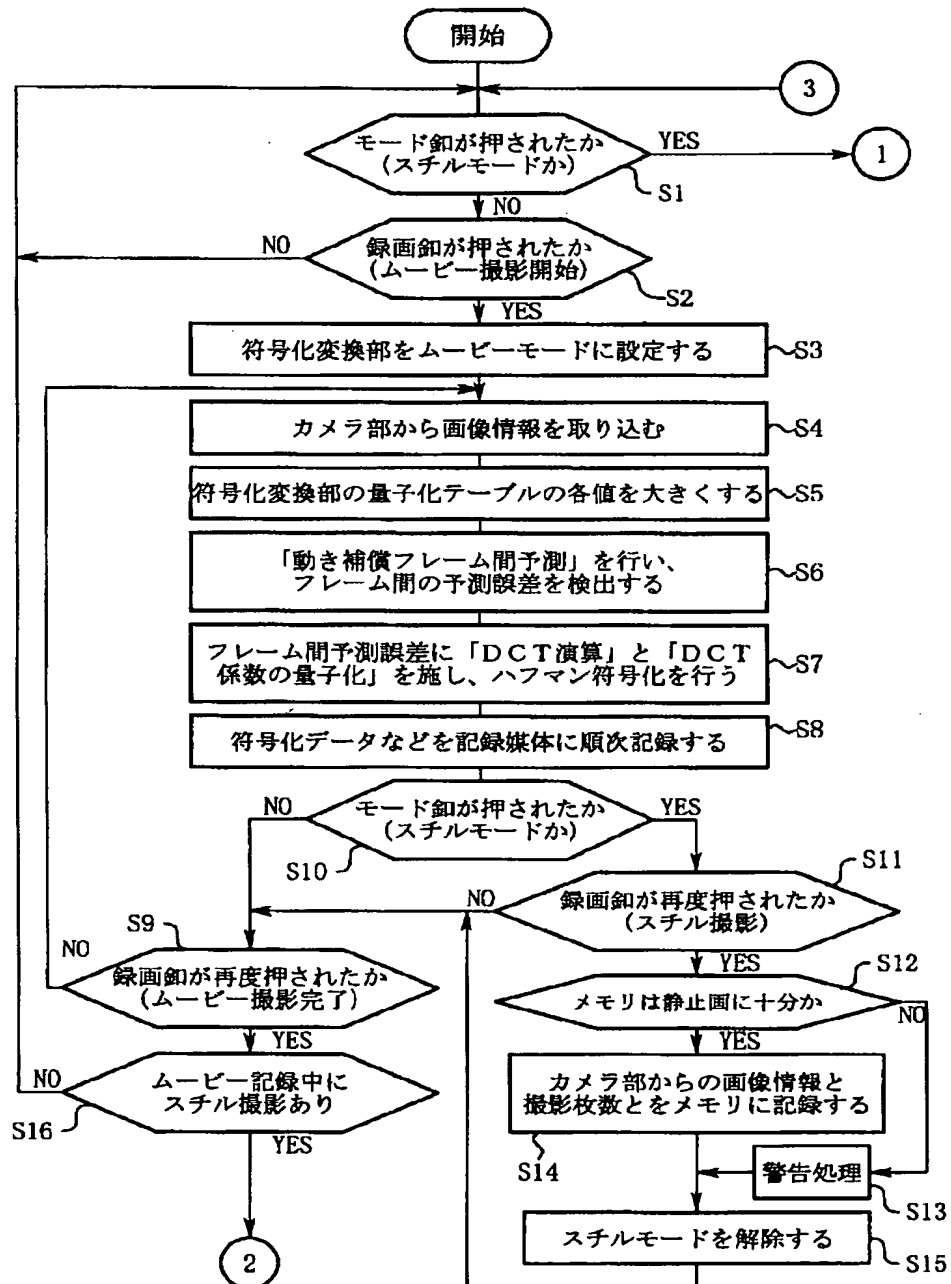 開始
3
モード釦が押されたか
(スチルモードか)
YES
1
S1
NO
録画釦が押されたか
(ムービー撮影開始)
NO
S2
YES
符号化変換部をムービーモードに設定する
S3
カメラ部から画像情報を取り込む
S4
符号化変換部の量子化テーブルの各値を大きくする
S5
「動き補償フレーム間予測」を行い、
フレーム間の予測誤差を検出する
S6
フレーム間予測誤差に「DCT演算」と「DCT
係数の量子化」を施し、ハフマン符号化を行う
S7
符号化データなどを記録媒体に順次記録する
S8
NO
モード釦が押されたか
(スチルモードか)
YES
S10
S11
NO
録画釦が再度押されたか
(スチル撮影)
S9
YES
NO
録画釦が再度押されたか
(ムービー撮影完了)
S12
メモリは静止画に十分か
NO
YES
YES
NO
ムービー記録中に
スチル撮影あり
カメラ部からの画像情報と
撮影枚数とをメモリに記録する
S16
YES
S14
警告処理
S13
スチルモードを解除する
S15
2